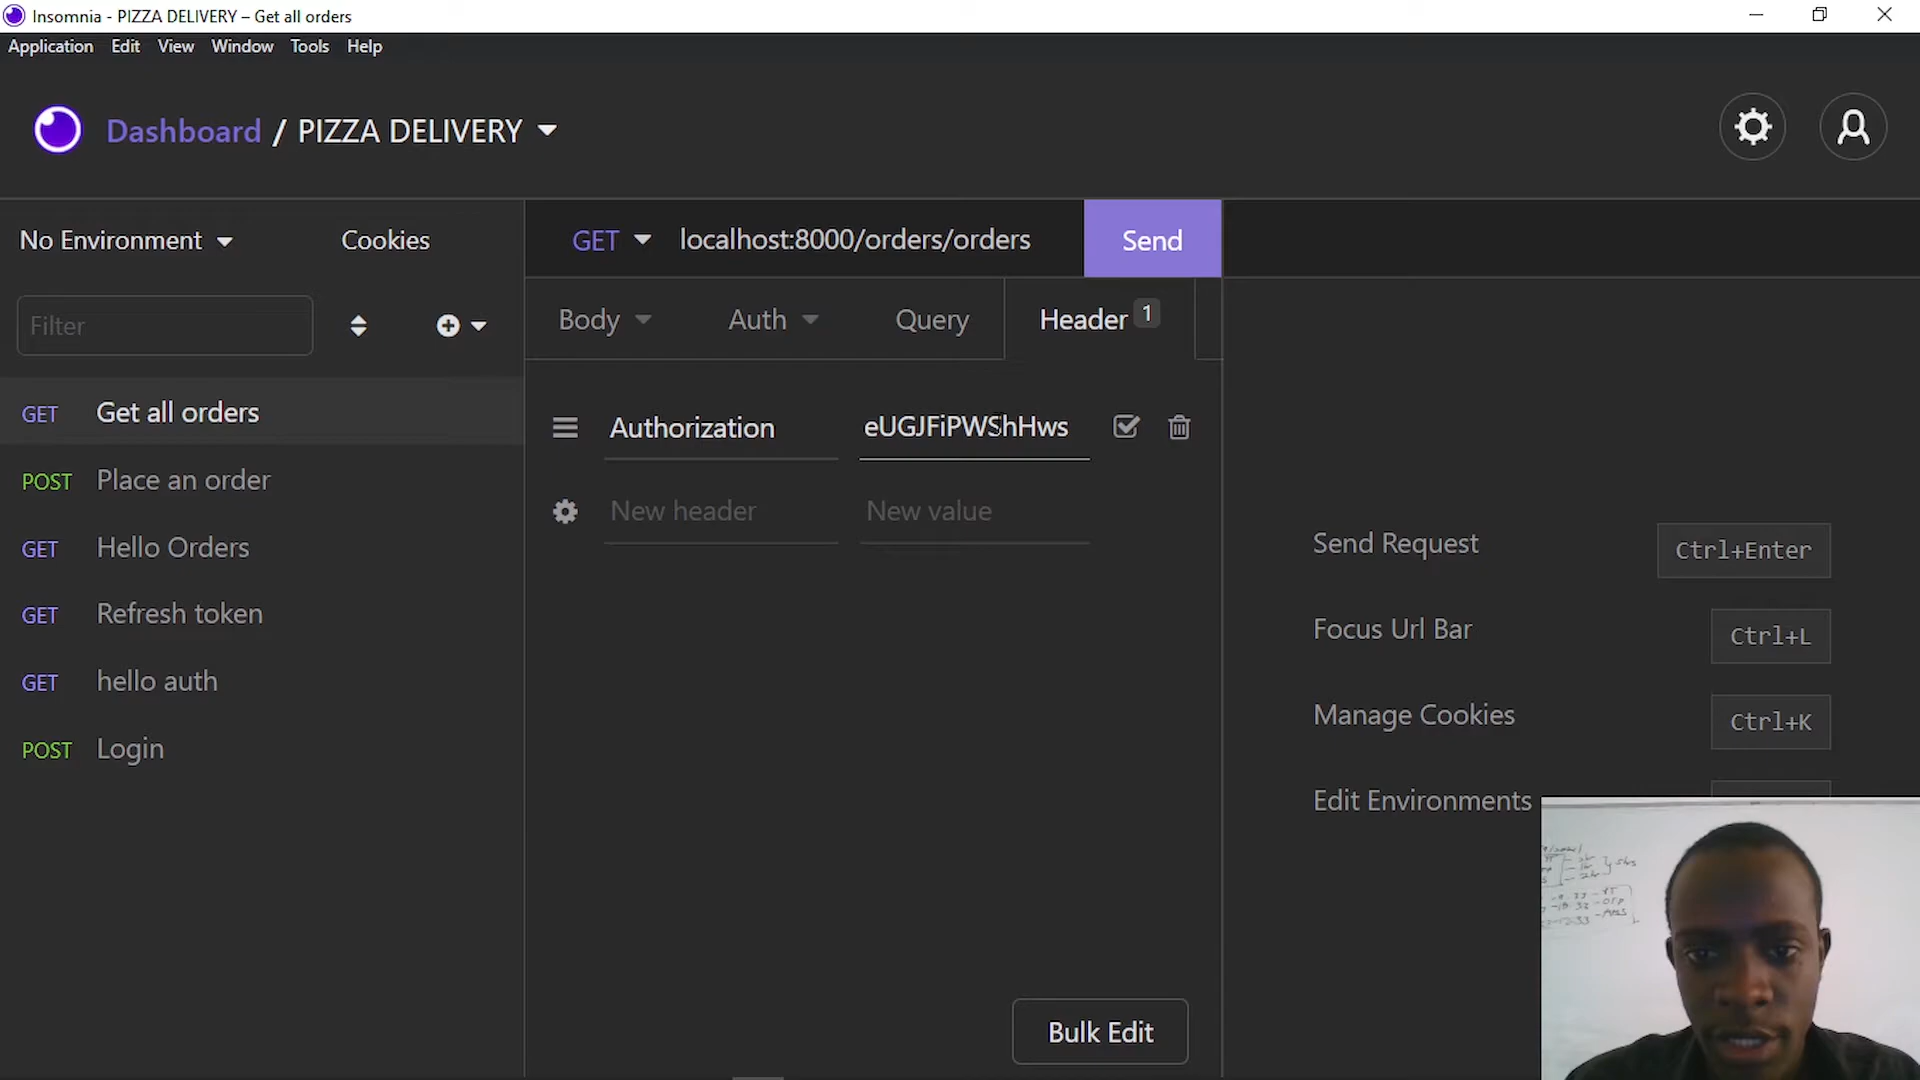 Insomnia - PIZZA DELIVERY – Get all orders
Application Edit View Window Tools Help
Dashboard / PIZZA DELIVERY
No Environment Cookies
GET localhost:8000/orders/orders Send
Filter
Body Auth Query Header 1
GET Get all orders
Authorization eUGJFiPWShHws
New header New value
POST Place an order
GET Hello Orders
GET Refresh token
GET hello auth
POST Login
Send Request Ctrl+Enter
Focus Url Bar Ctrl+L
Manage Cookies Ctrl+K
Edit Environments
Bulk Edit